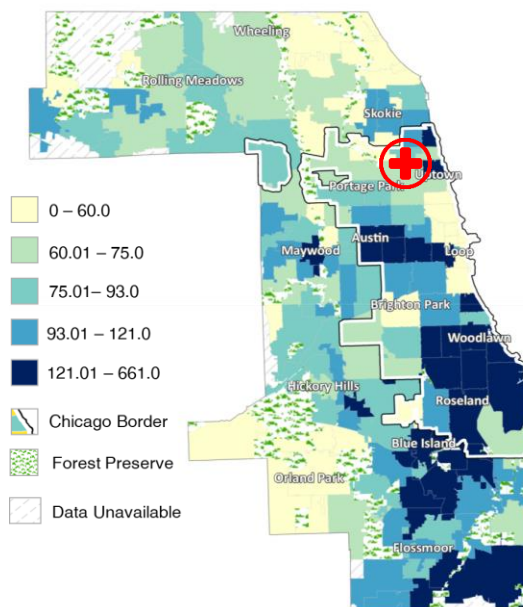 Wheeling
Rolling Meadows
Skokie
Uptown
Portage Park
Austin
Maywood
Loop
Brighton Park
Woodlawn
Hickory Hills
Roseland
Blue Island
Orland Park
Flossmoor
0 – 60.0
60.01 – 75.0
75.01– 93.0
93.01 – 121.0
121.01 – 661.0
Chicago Border
Forest Preserve
Data Unavailable